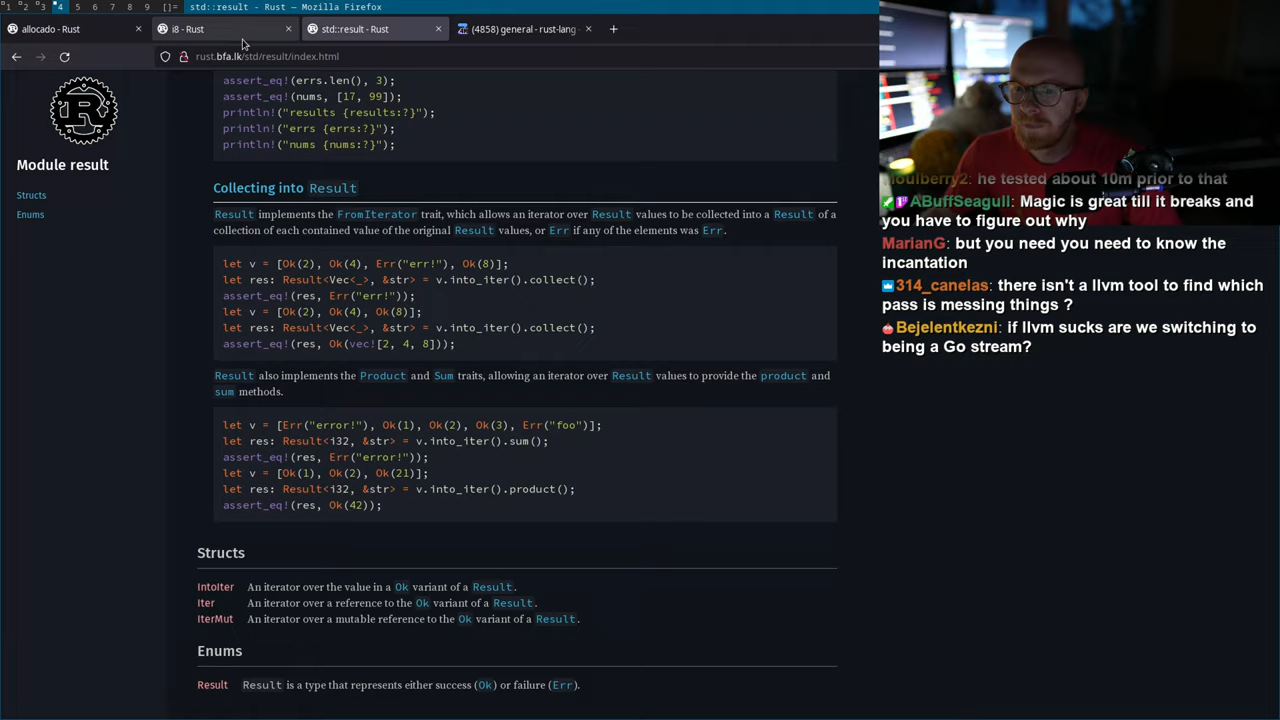 1 2 3 4 5 6 7 8 9 []= std::result - Rust — Mozilla Firefox
allocado - Rust
i8 - Rust
std::result - Rust
(4858) general - rust-lang -
rust.bfa.lk/std/result/index.html
Module result
Structs
Enums
assert_eq!(errs.len(), 3);
assert_eq!(nums, [17, 99]);
println!("results {results:?}");
println!("errs {errs:?}");
println!("nums {nums:?}");
Collecting into Result
Result implements the FromIterator trait, which allows an iterator over Result values to be collected into a Result of a
collection of each contained value of the original Result values, or Err if any of the elements was Err.
let v = [Ok(2), Ok(4), Err("err!"), Ok(8)];
let res: Result<Vec<_>, &str> = v.into_iter().collect();
assert_eq!(res, Err("err!"));
let v = [Ok(2), Ok(4), Ok(8)];
let res: Result<Vec<_>, &str> = v.into_iter().collect();
assert_eq!(res, Ok(vec![2, 4, 8]));
Result also implements the Product and Sum traits, allowing an iterator over Result values to provide the product and
sum methods.
let v = [Err("error!"), Ok(1), Ok(2), Ok(3), Err("foo")];
let res: Result<i32, &str> = v.into_iter().sum();
assert_eq!(res, Err("error!"));
let v = [Ok(1), Ok(2), Ok(21)];
let res: Result<i32, &str> = v.into_iter().product();
assert_eq!(res, Ok(42));
Structs
IntoIter An iterator over the value in a Ok variant of a Result.
Iter An iterator over a reference to the Ok variant of a Result.
IterMut An iterator over a mutable reference to the Ok variant of a Result.
Enums
Result Result is a type that represents either success (Ok) or failure (Err).
moulberry2: he tested about 10m prior to that
ABuffSeagull: Magic is great till it breaks and
you have to figure out why
MarianG: but you need you need to know the
incantation
314_canelas: there isn't a llvm tool to find which
pass is messing things ?
Bejelentkezni: if llvm sucks are we switching to
being a Go stream?